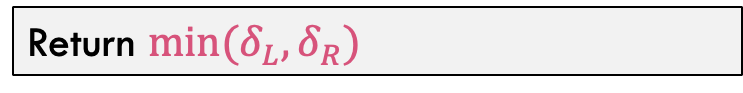 Return min(δ_L, δ_R)